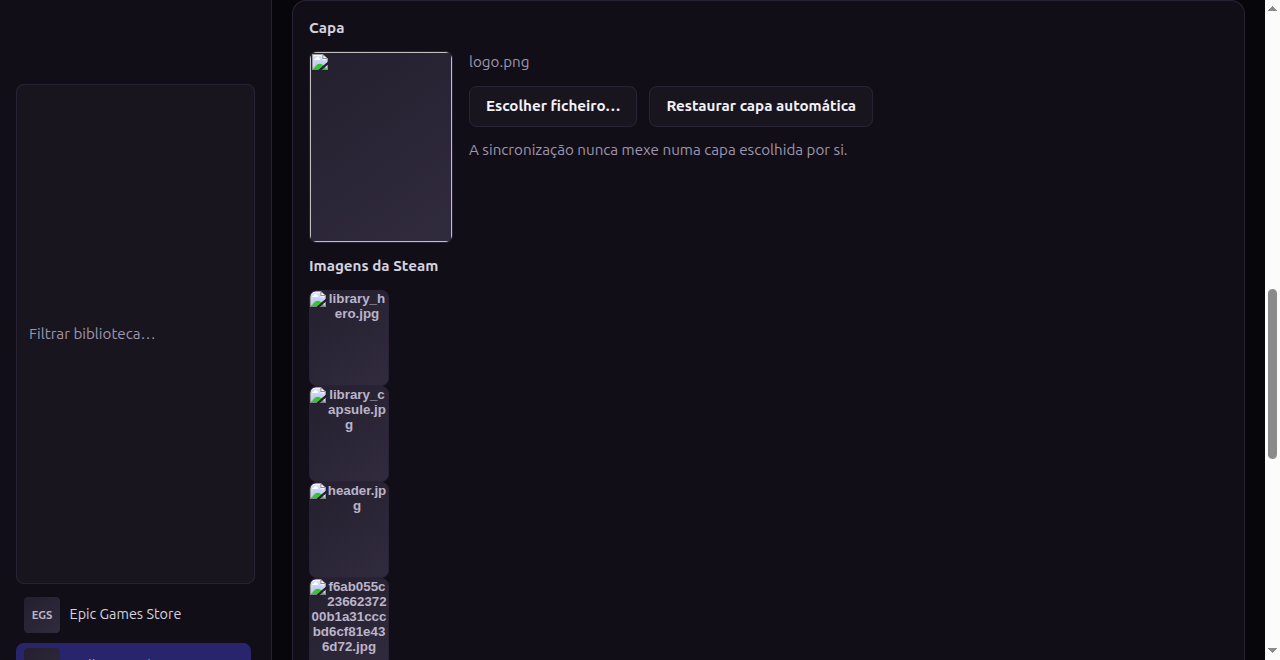 Capa
logo.png
Escolher ficheiro…
Restaurar capa automática
A sincronização nunca mexe numa capa escolhida por si.
Imagens da Steam
library_h
ero.jpg
library_c
apsule.jp
g
header.jp
g
f6ab055c
23662372
00b1a31ccc
bd6cf81e43
6d72.jpg
Filtrar biblioteca…
EGS
Epic Games Store